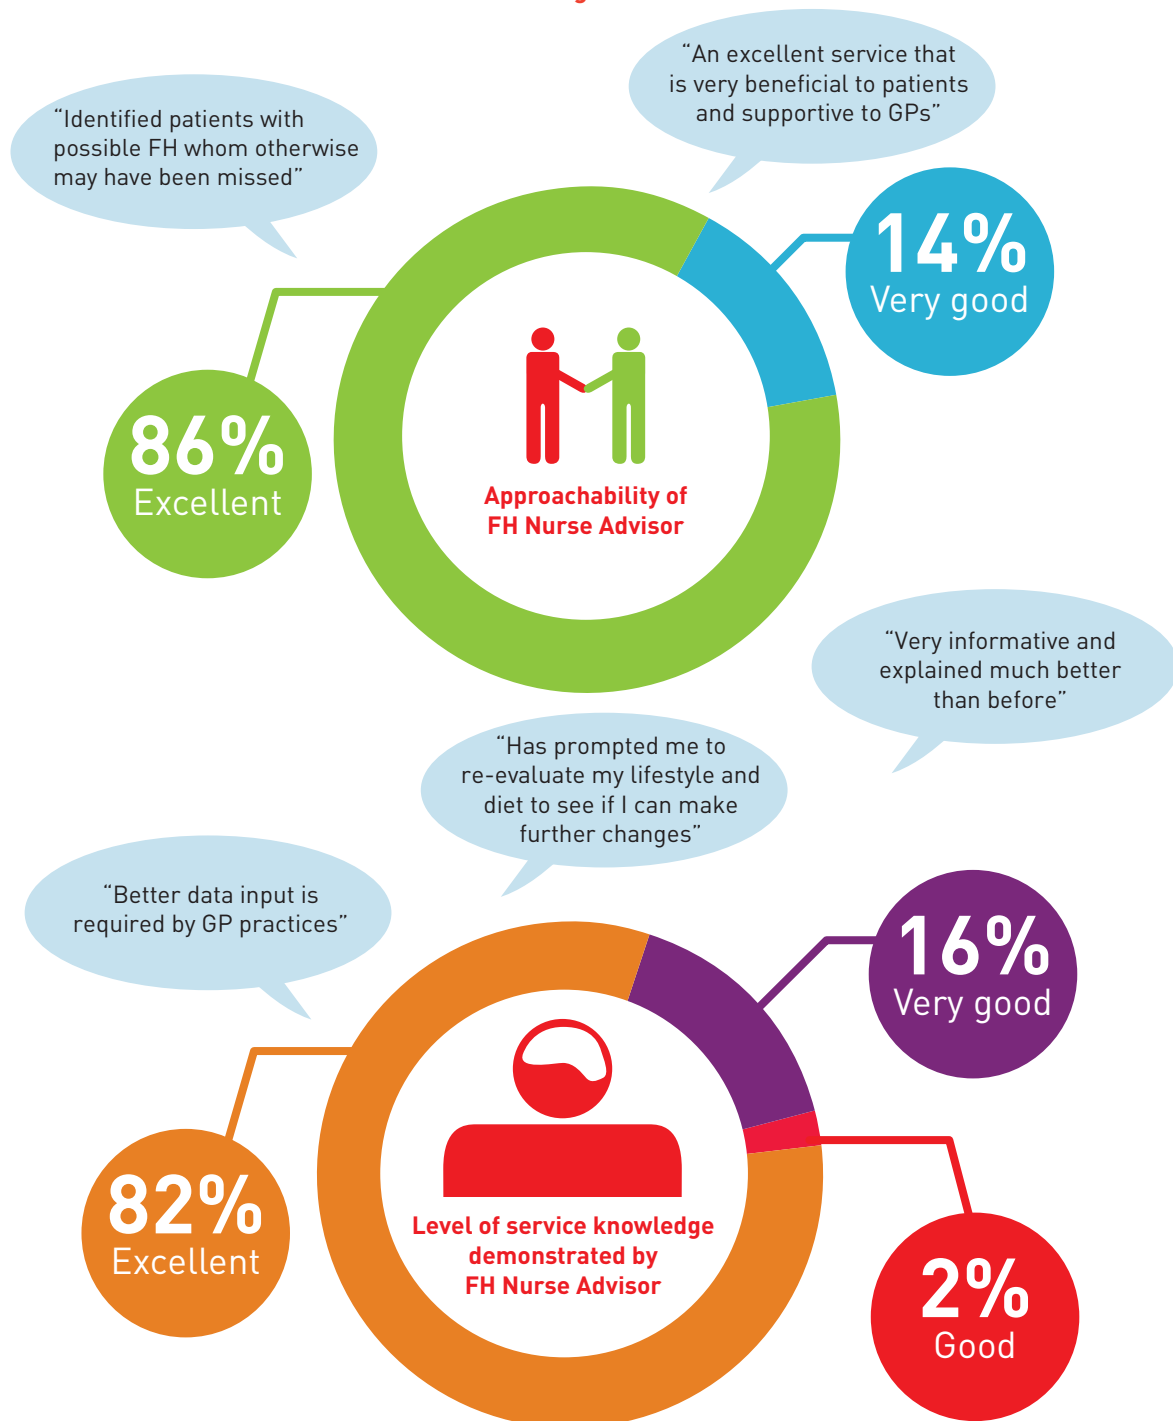 “An excellent service that
is very beneficial to patients
and supportive to GPs”
“Identified patients with
possible FH whom otherwise
may have been missed”
14%
Very good
86%
Excellent
Approachability of
FH Nurse Advisor
“Very informative and
explained much better
than before”
“Has prompted me to
re-evaluate my lifestyle and
diet to see if I can make
further changes”
“Better data input is
required by GP practices”
16%
Very good
82%
Excellent
Level of service knowledge
demonstrated by
FH Nurse Advisor
2%
Good